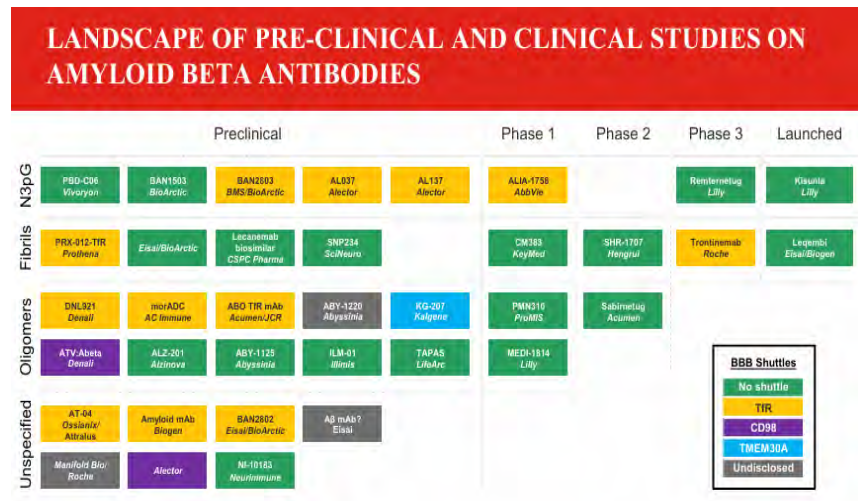 LANDSCAPE OF PRE-CLINICAL AND CLINICAL STUDIES ON
AMYLOID BETA ANTIBODIES
Preclinical
Phase 1
Phase 2
Phase 3
Launched
N3pG
PBD-C06
Vivoryon
BAN1503
BioArctic
BAN2803
BMS/BioArctic
AL037
Alector
AL137
Alector
ALIA-1758
AbbVie
Remternetug
Lilly
Kisunla
Lilly
Fibrils
PRX-012-TfR
Prothena
Eisai/BioArctic
Lecanemab
biosimilar
CSPC Pharma
SNP234
SciNeuro
CM383
KeyMed
SHR-1707
Hengrui
Trontinemab
Roche
Leqembi
Eisai/Biogen
Oligomers
DNL921
Denali
morADC
AC Immune
ABO TfR mAb
Acumen/JCR
ABY-1220
Abyssinia
KG-207
Kalgene
PMN310
ProMIS
Sabirnetug
Acumen
ATV:Abeta
Denali
ALZ-201
Alzinova
ABY-1125
Abyssinia
ILM-01
Illimis
TAPAS
LifeArc
MEDI-1814
Lilly
Unspecified
AT-04
Ossianix/
Attralus
Amyloid mAb
Biogen
BAN2802
Eisai/BioArctic
Aβ mAb?
Eisai
Manifold Bio/
Roche
Alector
NI-10183
Neurimmune
BBB Shuttles
No shuttle
TfR
CD98
TMEM30A
Undisclosed